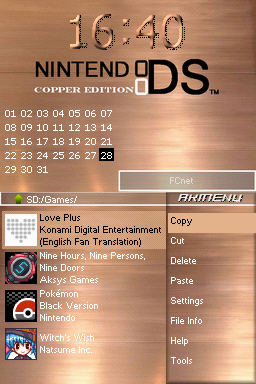 16:40
NINTENDO DS™
COPPER EDITION
01 02 03 04 05 06 07
08 09 10 11 12 13 14
15 16 17 18 19 20 21
22 23 24 25 26 27 28
29 30 31
FCnet
SD:/Games/
AKMENU
Love Plus
Konami Digital Entertainment
(English Fan Translation)
Nine Hours, Nine Persons,
Nine Doors
Aksys Games
Pokémon
Black Version
Nintendo
Witch's Wish
Natsume Inc.
Copy
Cut
Delete
Paste
Settings
File Info
Help
Tools